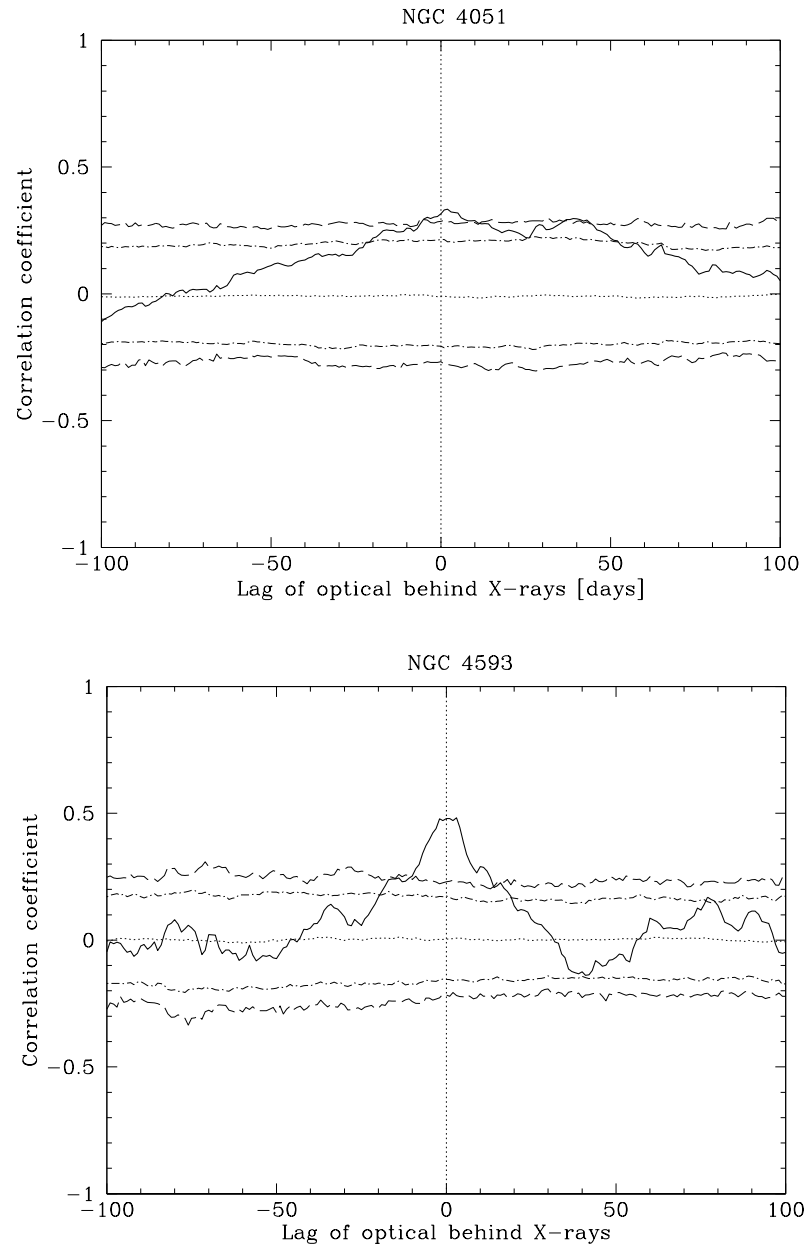 NGC 4051
1
0.5
0
−0.5
−1
Correlation coefficient
−100 −50 0 50 100
Lag of optical behind X−rays [days]
NGC 4593
1
0.5
0
−0.5
−1
Correlation coefficient
−100 −50 0 50 100
Lag of optical behind X−rays